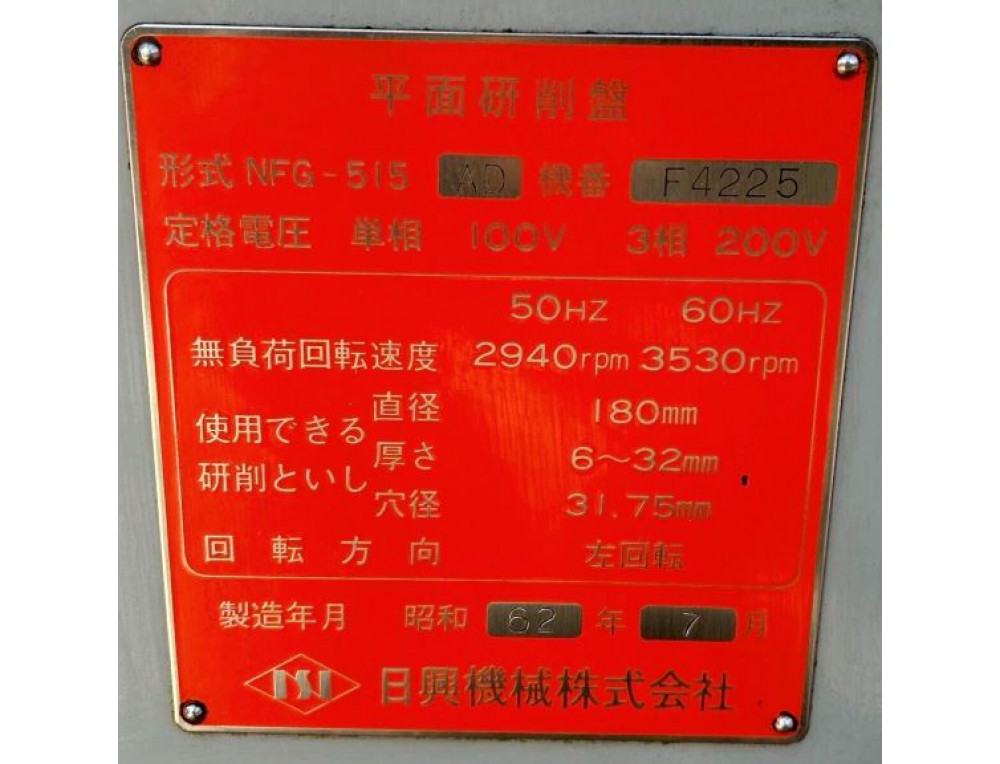 平面研削盤
形式 NFG-515 AD 機番 F4225
定格電圧 単相 100V 3相 200V
50HZ 60HZ
無負荷回転速度 2940rpm 3530rpm
使用できる研削といし
直径 180mm
厚さ 6～32mm
穴径 31.75mm
回転方向 左回転
製造年月 昭和 62 年 7 月
日興機械株式会社